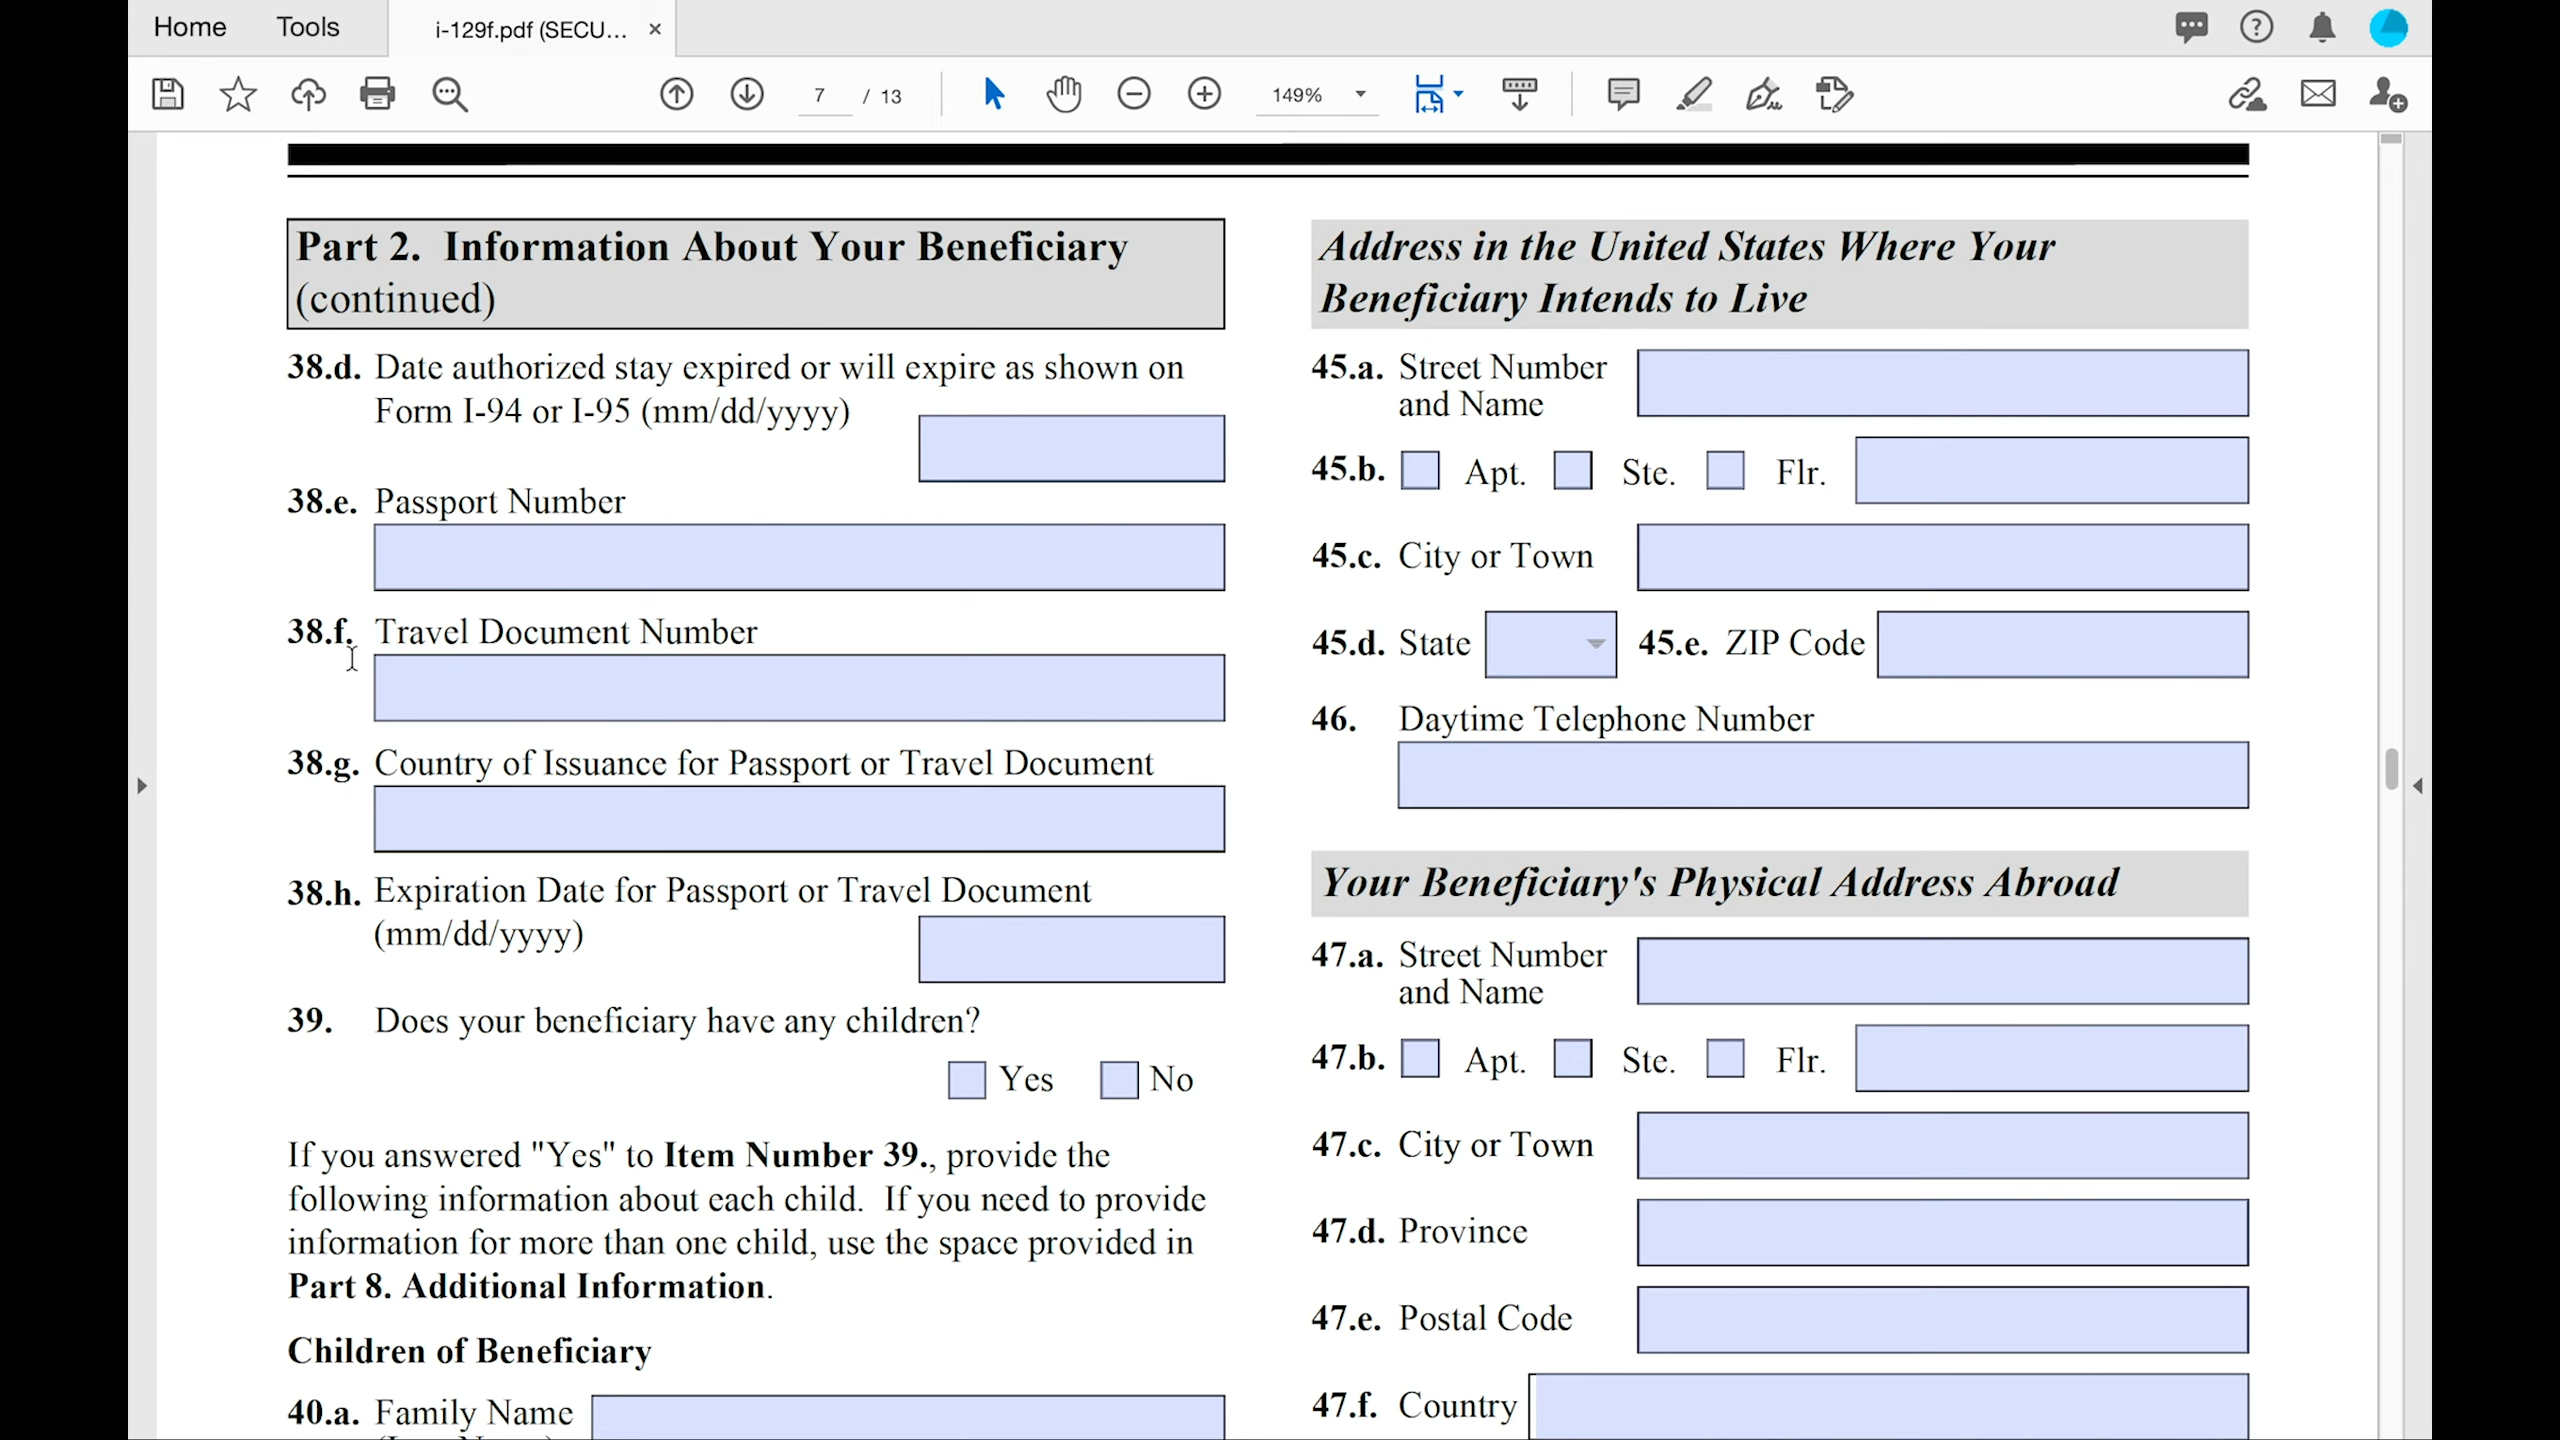 Home
Tools
i-129f.pdf (SECU...
7 / 13
149%
Part 2. Information About Your Beneficiary
(continued)
38.d. Date authorized stay expired or will expire as shown on
Form I-94 or I-95 (mm/dd/yyyy)
38.e. Passport Number
38.f. Travel Document Number
38.g. Country of Issuance for Passport or Travel Document
38.h. Expiration Date for Passport or Travel Document
(mm/dd/yyyy)
39. Does your beneficiary have any children?
Yes No
If you answered "Yes" to Item Number 39., provide the
following information about each child. If you need to provide
information for more than one child, use the space provided in
Part 8. Additional Information.
Children of Beneficiary
40.a. Family Name
Address in the United States Where Your
Beneficiary Intends to Live
45.a. Street Number
and Name
45.b. Apt. Ste. Flr.
45.c. City or Town
45.d. State 45.e. ZIP Code
46. Daytime Telephone Number
Your Beneficiary's Physical Address Abroad
47.a. Street Number
and Name
47.b. Apt. Ste. Flr.
47.c. City or Town
47.d. Province
47.e. Postal Code
47.f. Country